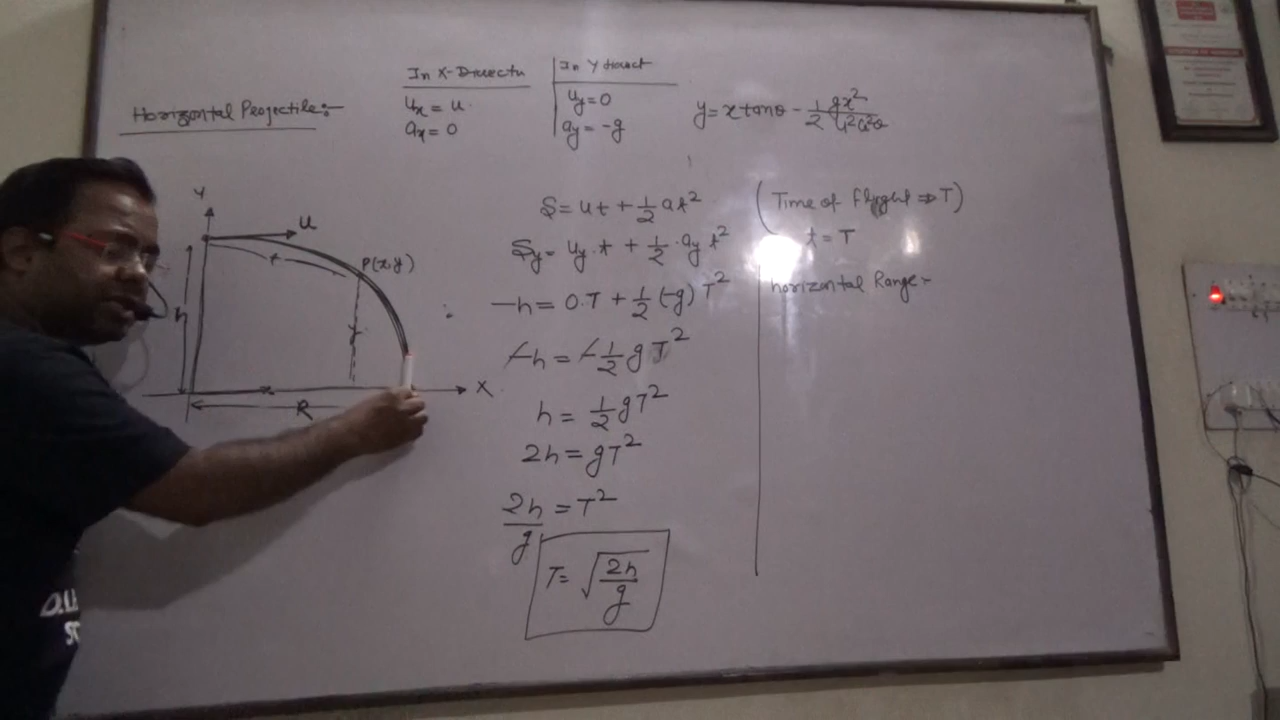 Horizontal Projectile:-
In X-Directn
Ux = u
ax = 0
In Y direct
Uy = 0
ay = -g
y = x tanθ - 1/2 gx²/u²cos²θ
Y
u
P(x,y)
h
x
y
X
R
S = ut + 1/2 at²
Sy = uy·t + 1/2·ay t²
-h = 0.T + 1/2 (-g) T²
-h = -1/2 g T²
h = 1/2 gT²
2h = gT²
2h/g = T²
T = √2h/g
(Time of flight ⇒ T)
t = T
horizontal Range:-